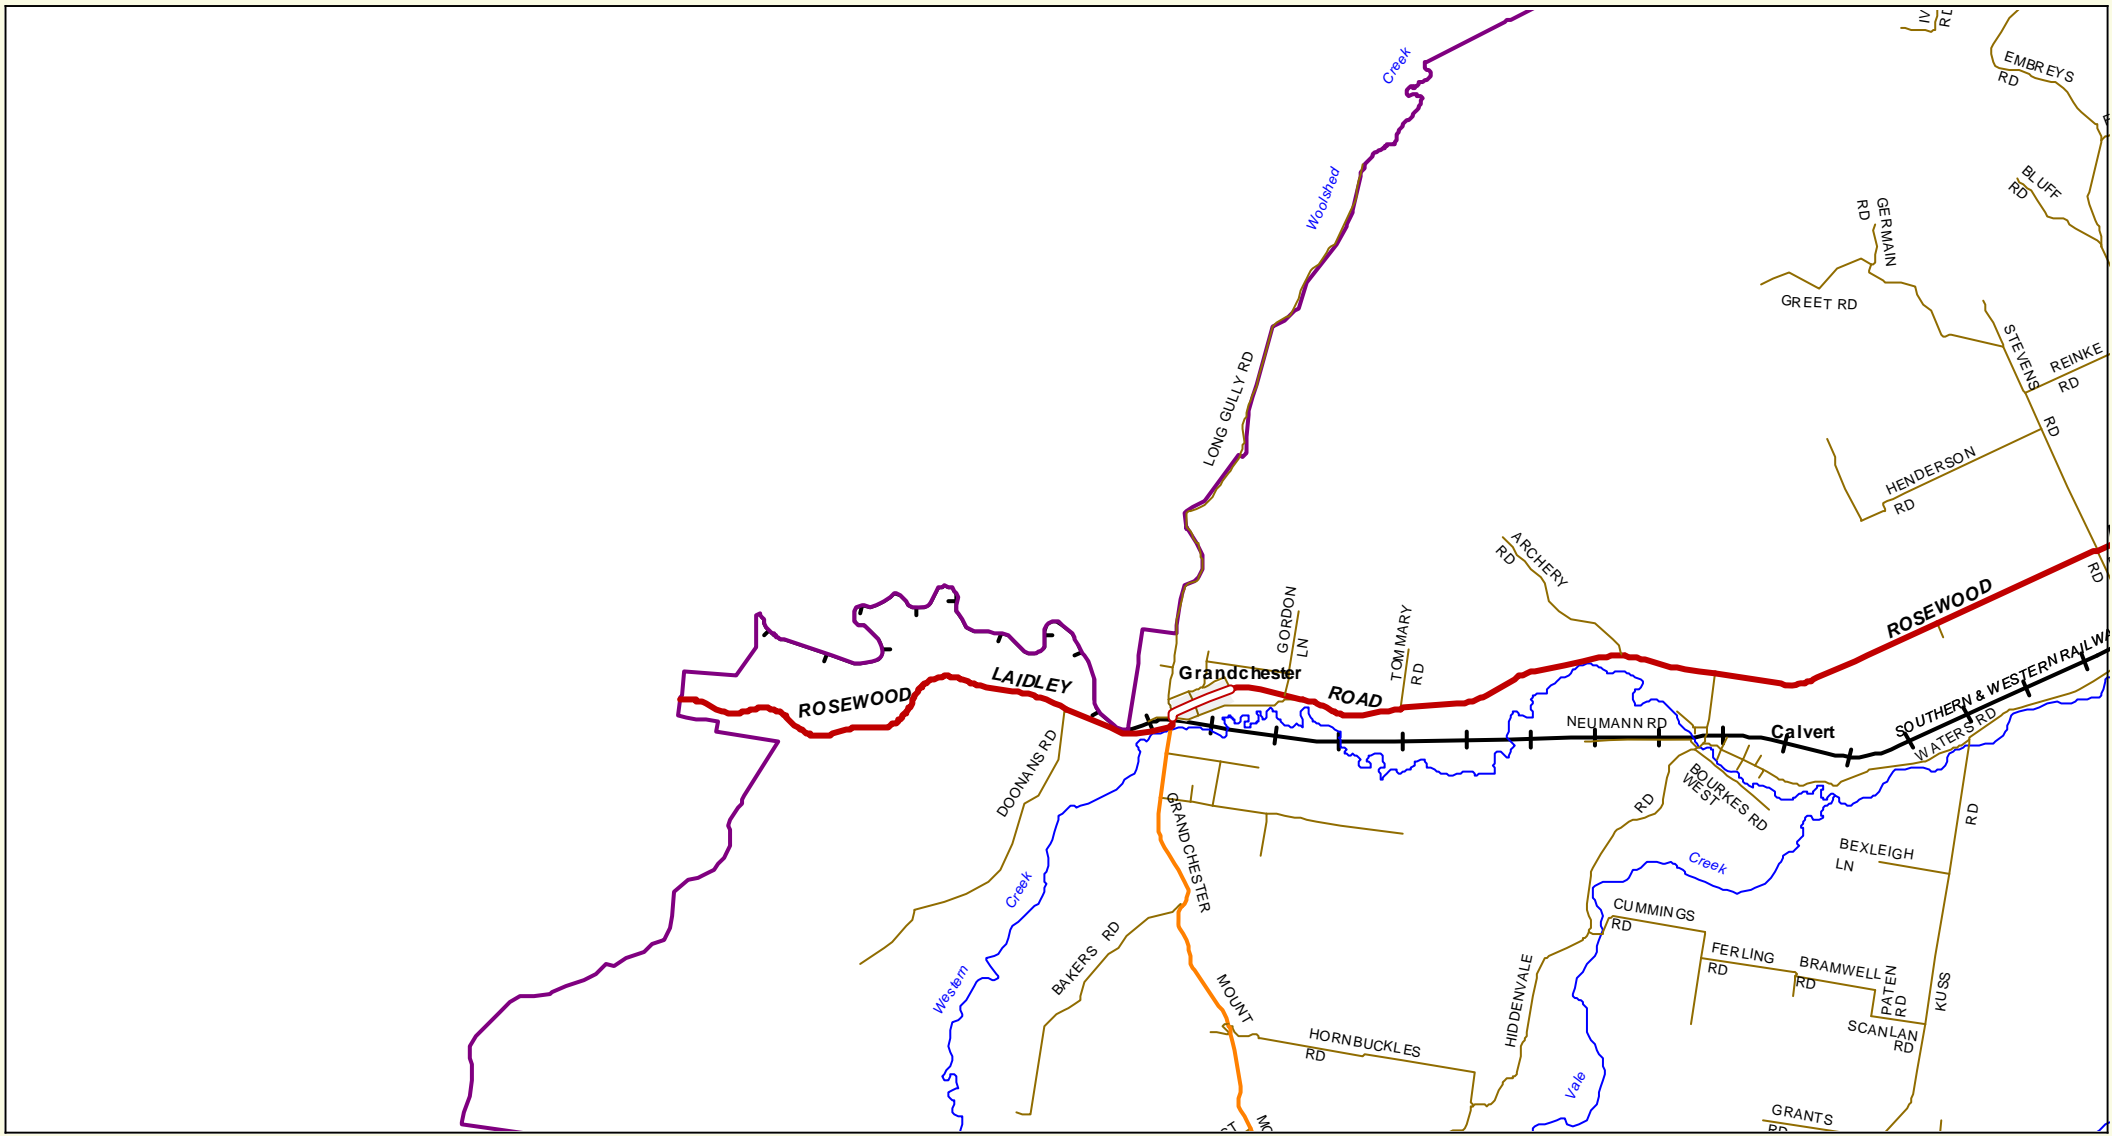 IV
RD
EMBREYS
RD
Creek
Woolshed
BLUFF
RD
GERMAIN
RD
GREET RD
STEVENS
RD
REINKE
RD
LONG GULLY RD
HENDERSON
RD
ARCHERY
RD
RD
GORDON
LN
TOMMARY
RD
ROSEWOOD
Grandchester
LAIDLEY
ROSEWOOD
ROAD
NEUMANN RD
Calvert
SOUTHERN & WESTERN RAILWA
WATERS RD
DOONANS RD
BOURKES RD
WEST
RD
RD
GRANDCHESTER
BEXLEIGH
LN
Creek
Creek
CUMMINGS
RD
BAKERS RD
FERLING
RD
BRAMWELL
RD
PATEN
RD
KUSS
Western
MOUNT
HIDDENVALE
SCANLAN
RD
HORNBUCKLES
RD
Vale
GRANTS
RD